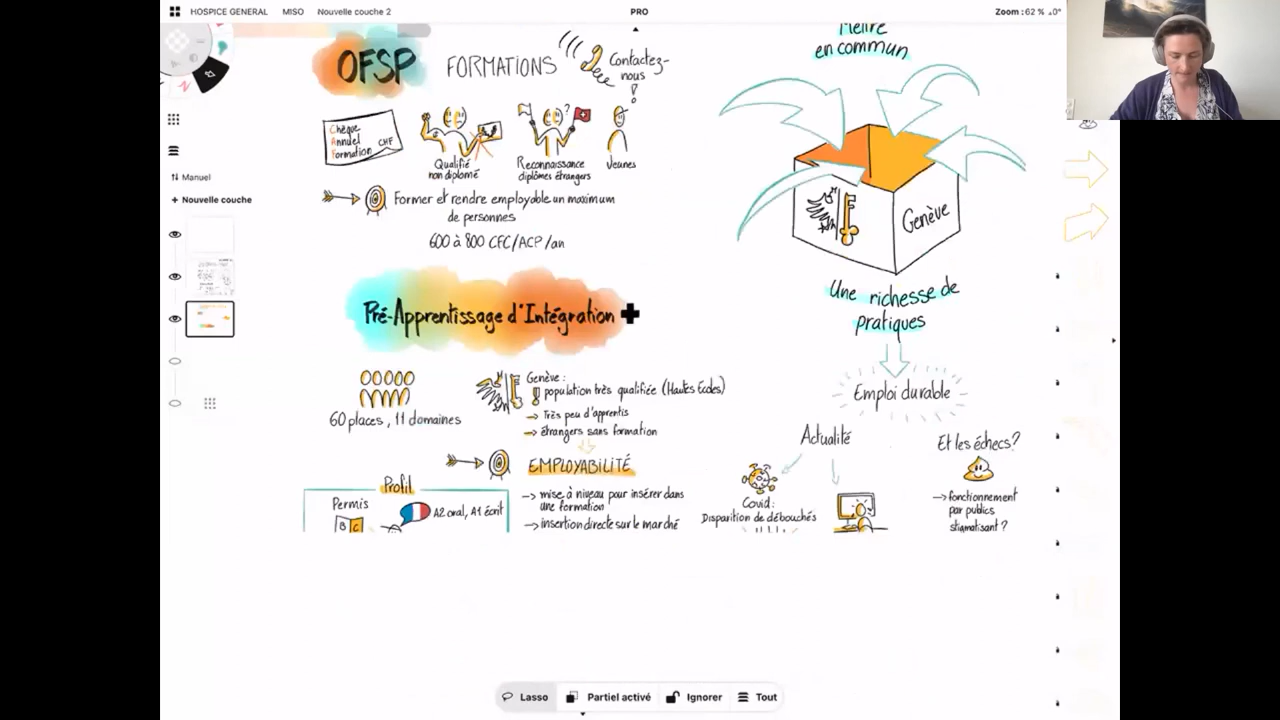 HOSPICE GENERAL MISO Nouvelle couche 2
PRO
Zoom : 62 % 0°
Manuel
Nouvelle couche
OFSP FORMATIONS
Contactez-
nous
!
Chèque
Annuel
Formation CHF
Qualifié
non diplomé
?
Reconnaissance
diplômes étrangers
Jeunes
Former et rendre employable un maximum
de personnes
600 à 800 CFC/ACP/an
Pré-Apprentissage d'Intégration +
60 places, 11 domaines
Genève :
population très qualifiée (Hautes Ecoles)
→ Très peu d'apprentis
→ étrangers sans formation
EMPLOYABILITÉ
→ mise à niveau pour insérer dans
une formation
→ insertion directe sur le marché
Profil
Permis
B C
A2 oral, A1 écrit
Mettre
en commun
Genève
Une richesse de
pratiques
Emploi durable
Actualité
Covid :
Disparition de débouchés
Et les échecs?
→ fonctionnement
par publics
stigmatisant ?
Lasso Partiel activé Ignorer Tout